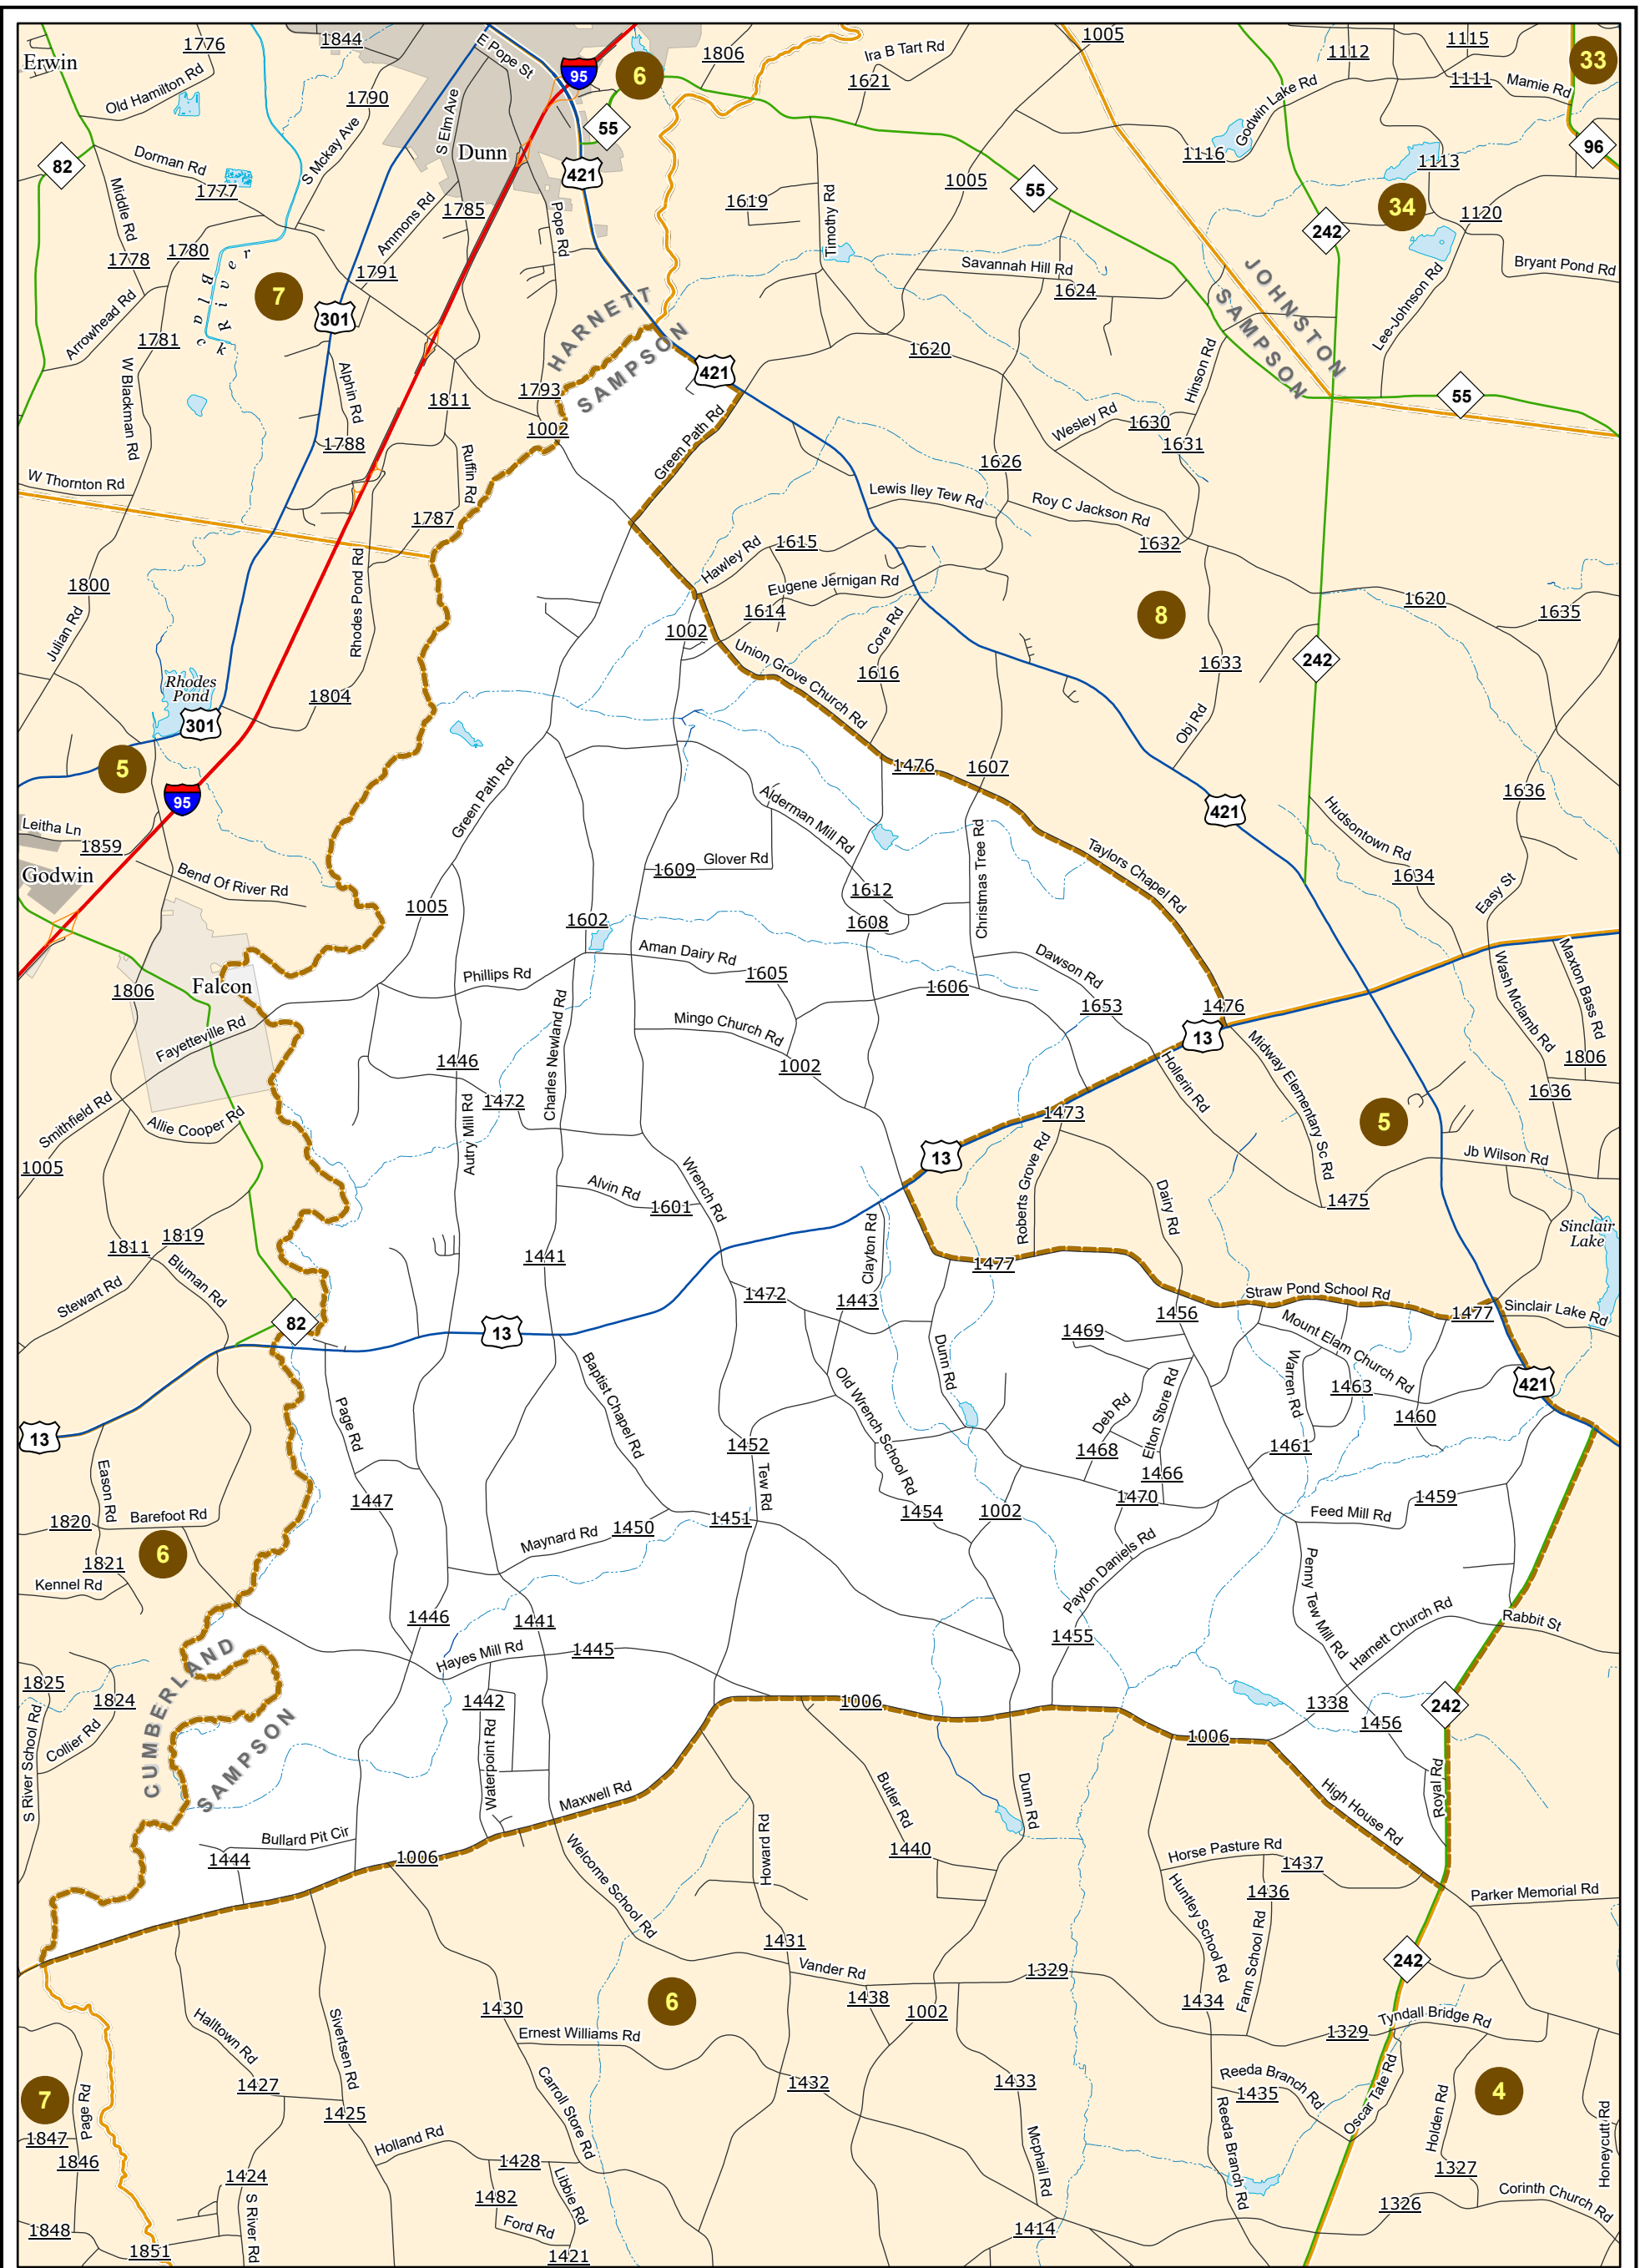 1776
1844
E Pope St
95
6
1806
Ira B Tart Rd
1005
1112
1115
33
Erwin
Old Hamilton Rd
1790
S Elm Ave
55
1621
Godwin Lake Rd
1111
Mamie Rd
82
Dorman Rd
1777
S Mckay Ave
Dunn
421
1116
1113
96
Middle Rd
1778
1780
Black River
7
Ammons Rd
1785
1791
Pope Rd
1619
Timothy Rd
1005
55
242
34
1120
Savannah Hill Rd
1624
JOHNSTON
SAMPSON
Bryant Pond Rd
Lee-Johnson Rd
Arrowhead Rd
1781
301
HARNETT
SAMPSON
421
1620
Hinson Rd
55
W Blackman Rd
Alphin Rd
1788
1811
1793
1002
Green Path Rd
Wesley Rd
1630
1631
W Thornton Rd
Ruffin Rd
1787
1626
Lewis Iley Tew Rd
Roy C Jackson Rd
1632
1800
Julian Rd
Rhodes Pond Rd
Hawley Rd
1615
Eugene Jernigan Rd
1614
1002
Core Rd
1616
8
1620
1635
1633
242
Rhodes
Pond
301
1804
Union Grove Church Rd
Obj Rd
5
95
Green Path Rd
1476
1607
421
1636
Leitha Ln
1859
Godwin
Bend Of River Rd
Alderman Mill Rd
Glover Rd
1609
1612
1608
Christmas Tree Rd
Taylors Chapel Rd
Hudsontown Rd
1634
Easy St
1005
1602
Falcon
1806
Phillips Rd
Aman Dairy Rd
1605
1606
Dawson Rd
1653
1476
13
Wash Mclamb Rd
Maxton Bass Rd
1806
1636
Fayetteville Rd
Mingo Church Rd
1002
Charles Newland Rd
1446
1472
Autry Mill Rd
Hollerin Rd
Midway Elementary Sc Rd
5
Smithfield Rd
1005
Allie Cooper Rd
13
1473
Roberts Grove Rd
Dairy Rd
Jb Wilson Rd
1475
Alvin Rd
1601
Wrench Rd
1811
1819
Bluman Rd
Stewart Rd
1441
Clayton Rd
1443
1472
1477
Sinclair
Lake
Straw Pond School Rd
1477
Sinclair Lake Rd
82
13
1469
1456
Mount Elam Church Rd
Warren Rd
1463
1460
421
13
Page Rd
Baptist Chapel Rd
Old Wrench School Rd
Dunn Rd
Deb Rd
1468
Elton Store Rd
1466
1461
1452
Tew Rd
Eason Rd
1820
Barefoot Rd
1821
6
Kennel Rd
1447
Maynard Rd
1450
1451
1454
1002
1470
Feed Mill Rd
1459
Payton Daniels Rd
1455
Penny Tew Mill Rd
Harnett Church Rd
Rabbit St
1446
1441
Hayes Mill Rd
1445
CUMBERLAND
SAMPSON
1825
1824
Collier Rd
S River School Rd
1442
Waterpoint Rd
1006
1006
1338
1456
242
Royal Rd
High House Rd
Maxwell Rd
Bullard Pit Cir
1444
1006
Welcome School Rd
Howard Rd
Butler Rd
1440
Dunn Rd
Horse Pasture Rd
1437
1436
Huntley School Rd
Fann School Rd
Parker Memorial Rd
1431
Vander Rd
1438
1329
1002
1434
242
Tyndall Bridge Rd
1329
Halltown Rd
1427
Sivertsen Rd
1425
1430
Ernest Williams Rd
6
Carroll Store Rd
1432
1433
Mcphail Rd
Reeda Branch Rd
1435
Reeda Branch Rd
Oscar Tate Rd
4
Holden Rd
1327
Honeycutt Rd
7
Page Rd
1847
1846
1848
1851
1424
S River Rd
Holland Rd
1428
1482
Ford Rd
Libbie Rd
1421
1414
1326
Corinth Church Rd